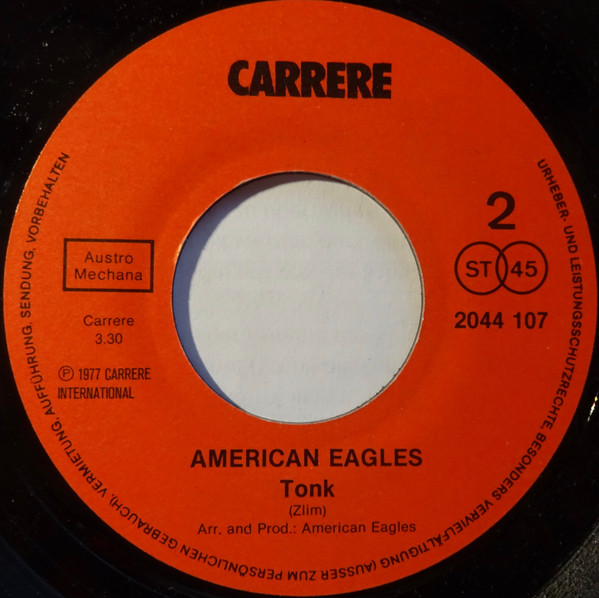 CARRERE
2
ST 45
2044 107
Austro
Mechana
Carrere
3.30
Ⓟ 1977 CARRERE
INTERNATIONAL
AMERICAN EAGLES
Tonk
(Zlim)
Arr. and Prod.: American Eagles
URHEBER- UND LEISTUNGSSCHUTZRECHTE, BESONDERS VERVIELFÄLTIGUNG (AUSSER ZUM PERSÖNLICHEN GEBRAUCH), VERMIETUNG, AUFFÜHRUNG, SENDUNG, VORBEHALTEN